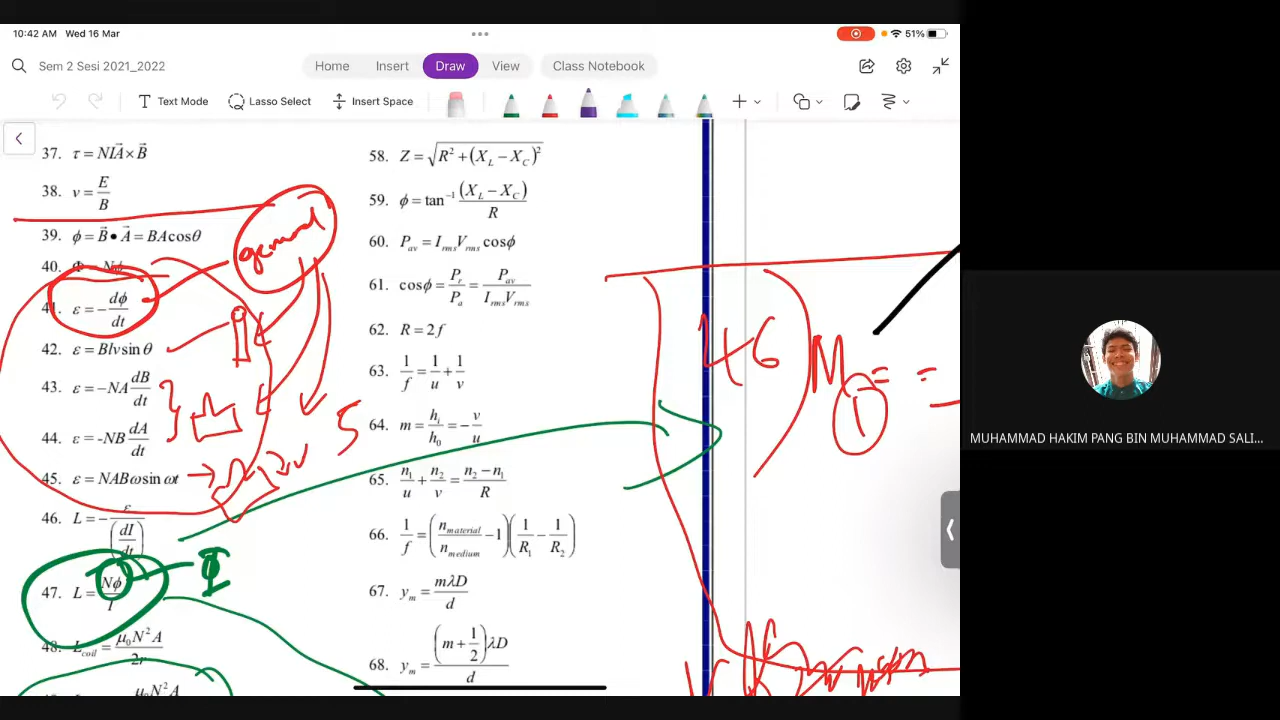 10:42 AM Wed 16 Mar
51%
Sem 2 Sesi 2021_2022
Home Insert Draw View Class Notebook
Text Mode Lasso Select Insert Space
37. τ = NIA⃗ × B⃗
38. v = E/B
39. ϕ = B⃗ • A⃗ = BA cos θ
40. Φ = Nϕ
41. ε = −dϕ/dt
42. ε = Blv sin θ
43. ε = −NA dB/dt
44. ε = -NB dA/dt
45. ε = NABω sin ωt
46. L = −ε/(dI/dt)
47. L = Nϕ/I
48. L_coil = μ₀N²A/2r
μ₀N²A
general
Φ
58. Z = √(R² + (X_L − X_C)²)
59. ϕ = tan⁻¹ (X_L − X_C)/R
60. P_av = I_rms V_rms cos ϕ
61. cos ϕ = P_r/P_a = P_av/(I_rms V_rms)
62. R = 2f
63. 1/f = 1/u + 1/v
64. m = h_i/h_0 = −v/u
65. n₁/u + n₂/v = (n₂ − n₁)/R
66. 1/f = (n_material/n_medium − 1)(1/R₁ − 1/R₂)
67. y_m = mλD/d
68. y_m = (m + 1/2)λD/d
MUHAMMAD HAKIM PANG BIN MUHAMMAD SALI...